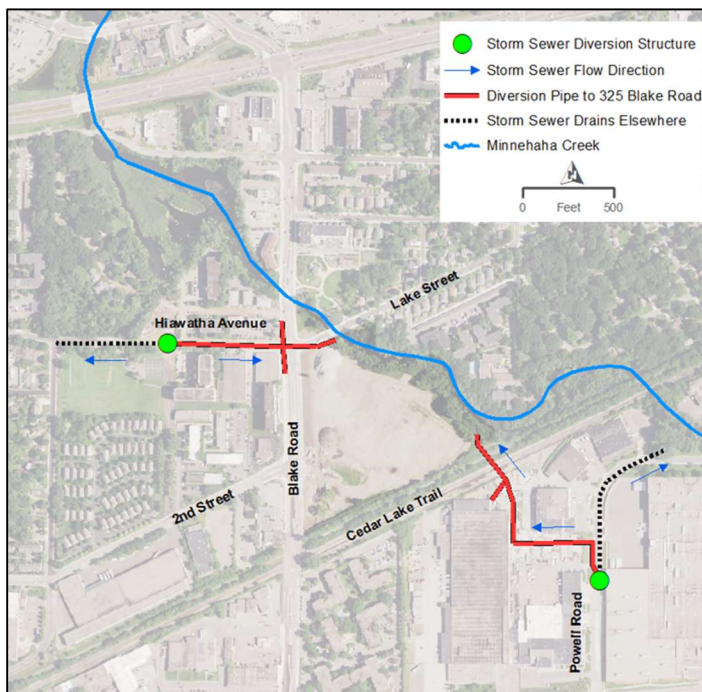 Storm Sewer Diversion Structure
Storm Sewer Flow Direction
Diversion Pipe to 325 Blake Road
Storm Sewer Drains Elsewhere
Minnehaha Creek
N
0 Feet 500
Lake Street
Hiawatha Avenue
Blake Road
2nd Street
Cedar Lake Trail
Powell Road